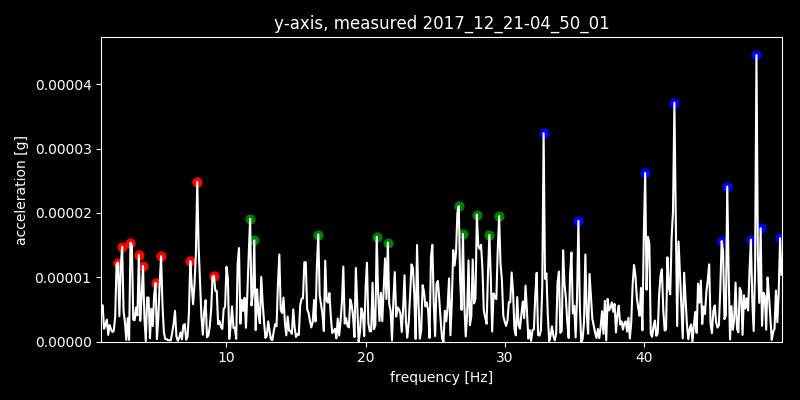 y-axis, measured 2017_12_21-04_50_01
0.00004
0.00003
0.00002
0.00001
0.00000
acceleration [g]
10 20 30 40
frequency [Hz]